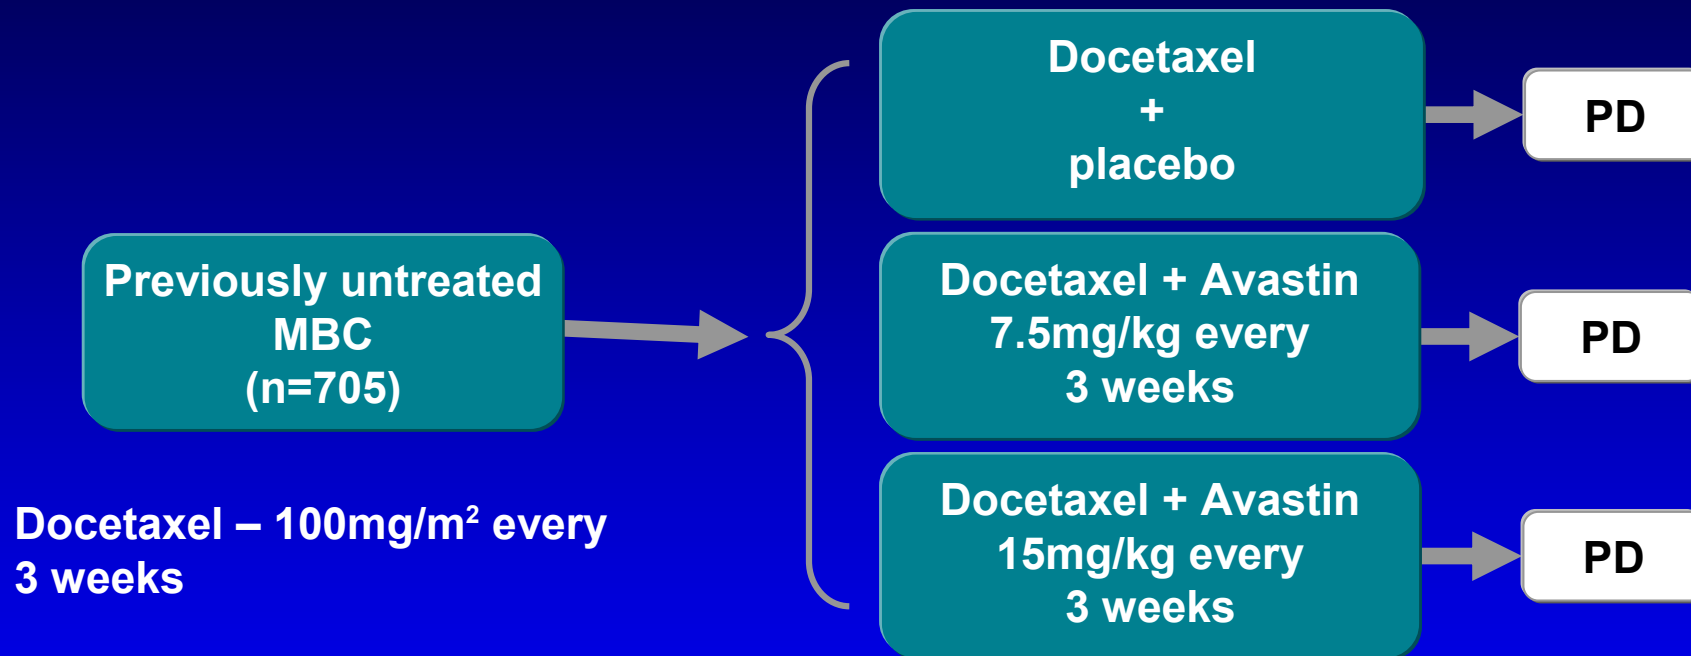 Docetaxel
+
placebo
PD
Previously untreated
MBC
(n=705)
Docetaxel + Avastin
7.5mg/kg every
3 weeks
PD
Docetaxel + Avastin
15mg/kg every
3 weeks
PD
Docetaxel – 100mg/m² every
3 weeks